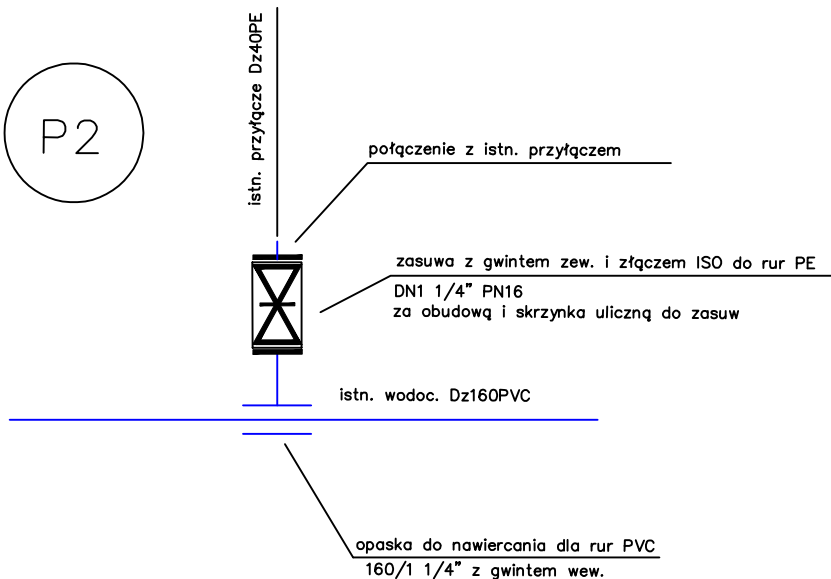 istn. przyłącze Dz40PE
P2
połączenie z istn. przyłączem
zasuwa z gwintem zew. i złączem ISO do rur PE
DN1 1/4" PN16
za obudową i skrzynka uliczną do zasuw
istn. wodoc. Dz160PVC
opaska do nawiercania dla rur PVC
160/1 1/4" z gwintem wew.